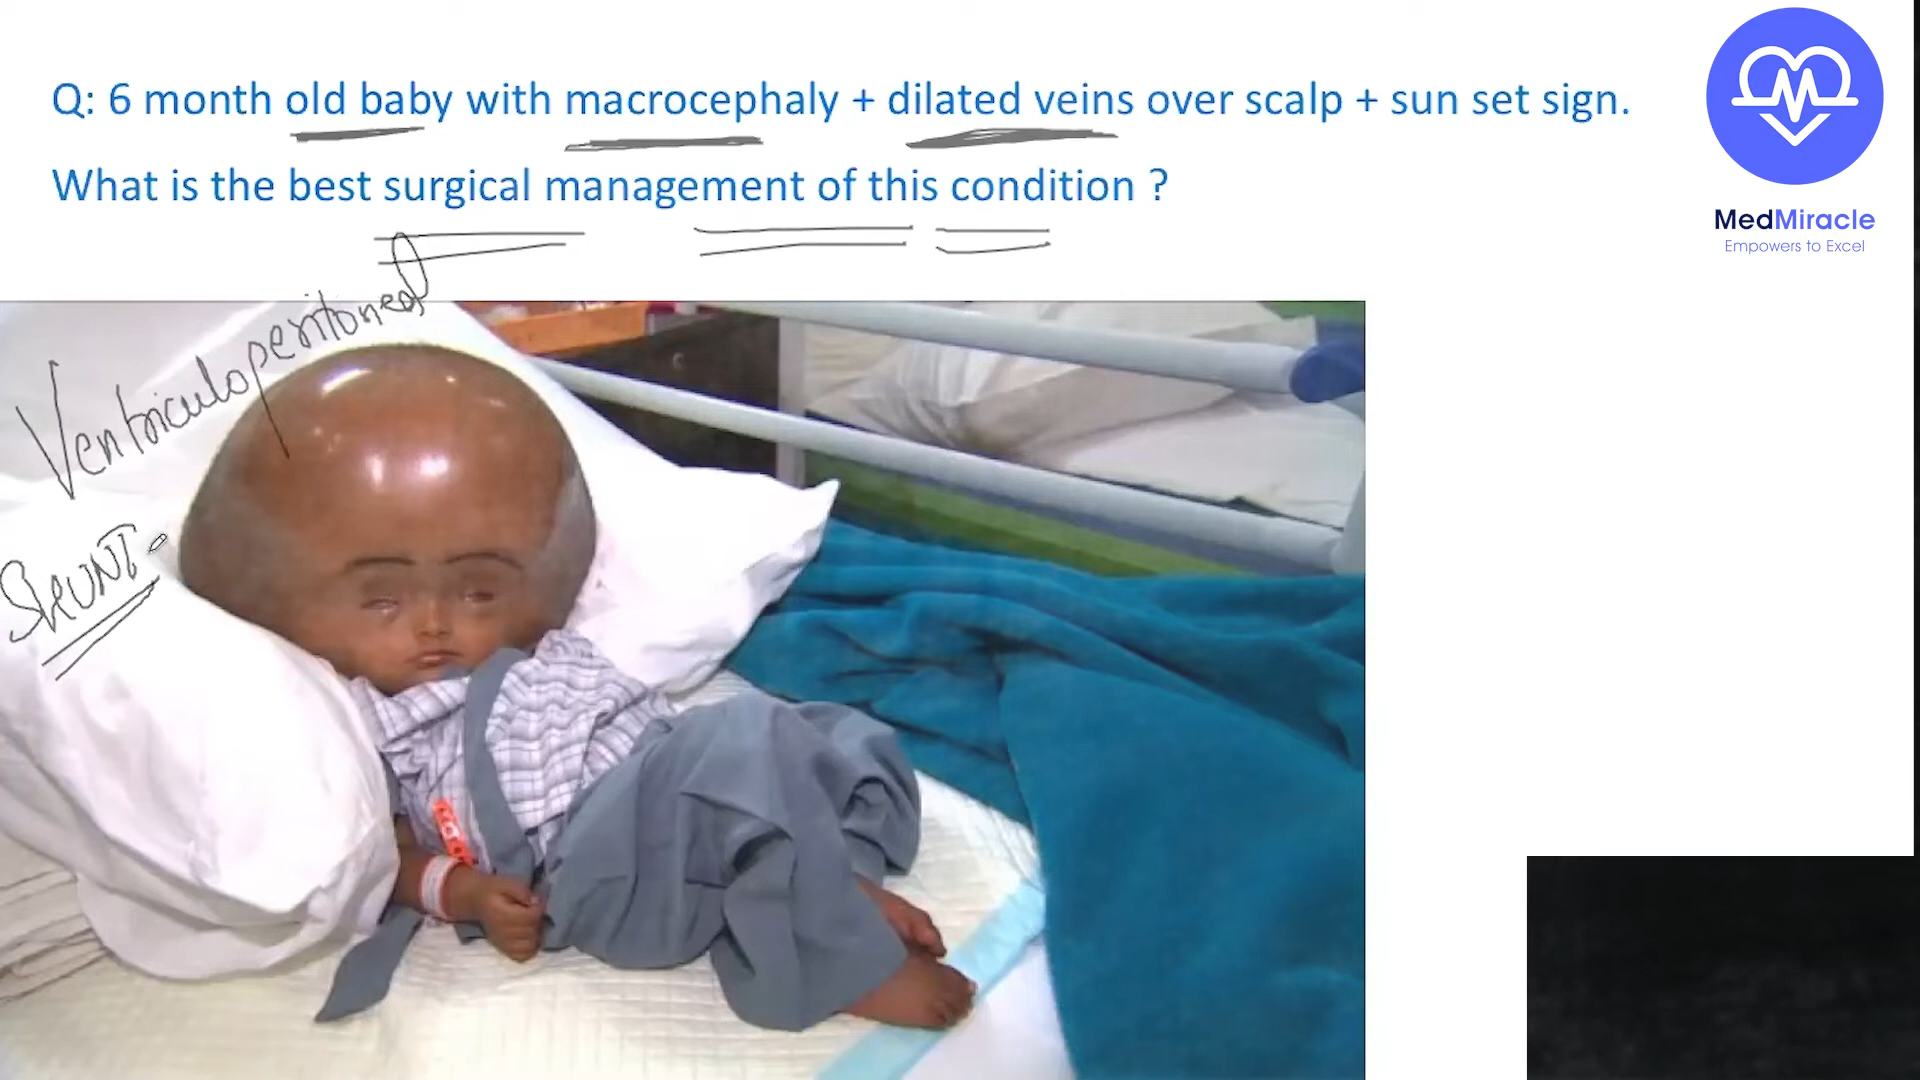 Q: 6 month old baby with macrocephaly + dilated veins over scalp + sun set sign.
What is the best surgical management of this condition ?
MedMiracle
Empowers to Excel
Ventriculoperitoneal
SHUNT